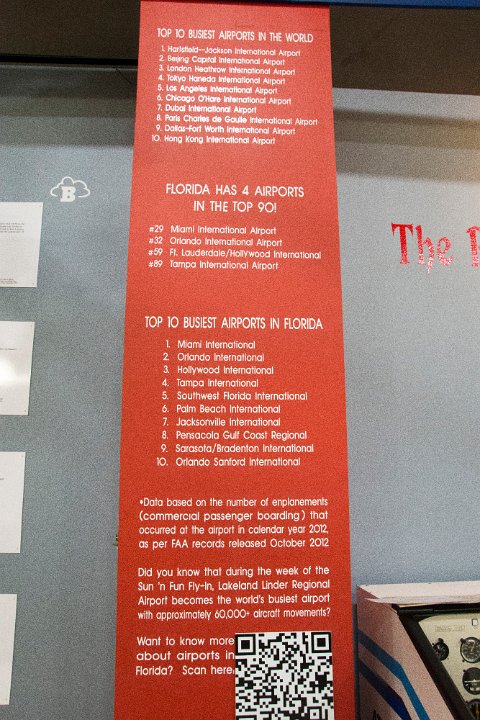 TOP 10 BUSIEST AIRPORTS IN THE WORLD
1. Hartsfield—Jackson International Airport
2. Beijing Capital International Airport
3. London Heathrow International Airport
4. Tokyo Haneda International Airport
5. Los Angeles International Airport
6. Chicago O'Hare International Airport
7. Dubai International Airport
8. Paris Charles de Gaulle International Airport
9. Dallas-Fort Worth International Airport
10. Hong Kong International Airport
FLORIDA HAS 4 AIRPORTS
IN THE TOP 90!
#29 Miami International Airport
#32 Orlando International Airport
#59 Ft. Lauderdale/Hollywood International
#89 Tampa International Airport
TOP 10 BUSIEST AIRPORTS IN FLORIDA
1. Miami International
2. Orlando International
3. Hollywood International
4. Tampa International
5. Southwest Florida International
6. Palm Beach International
7. Jacksonville International
8. Pensacola Gulf Coast Regional
9. Sarasota/Bradenton International
10. Orlando Sanford International
•Data based on the number of enplanements
(commercial passenger boarding) that
occurred at the airport in calendar year 2012,
as per FAA records released October 2012
Did you know that during the week of the
Sun 'n Fun Fly-In, Lakeland Linder Regional
Airport becomes the world's busiest airport
with approximately 60,000+ aircraft movements?
Want to know more
about airports in
Florida? Scan here
B
The